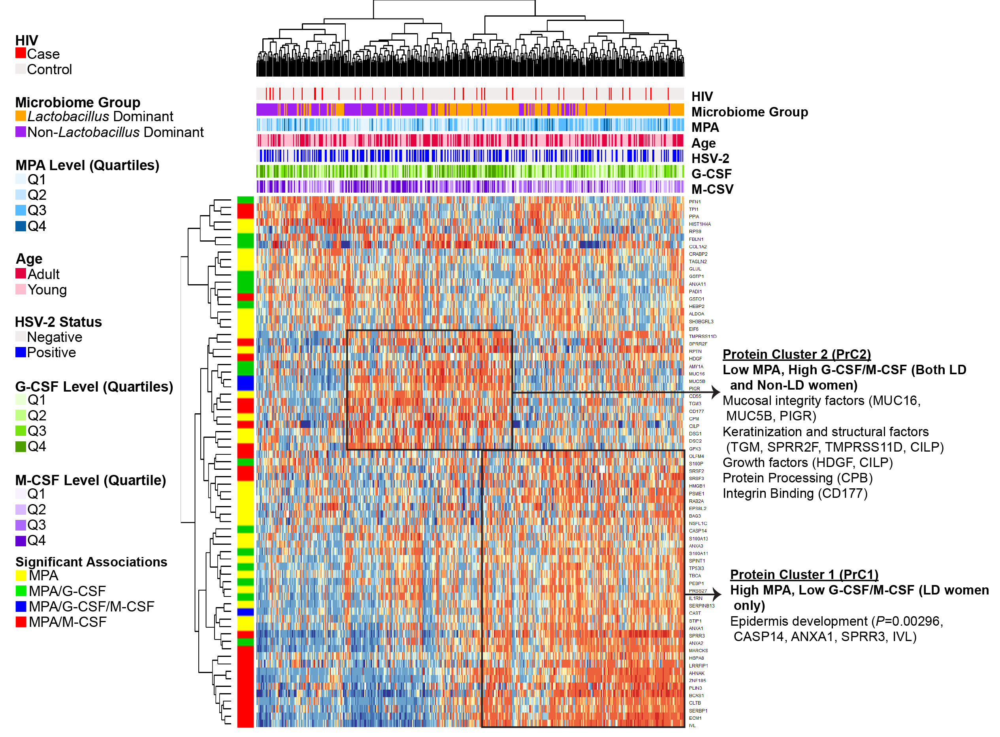 HIV
Case
Control
Microbiome Group
Lactobacillus Dominant
Non-Lactobacillus Dominant
MPA Level (Quartiles)
Q1
Q2
Q3
Q4
Age
Adult
Young
HSV-2 Status
Negative
Positive
G-CSF Level (Quartiles)
Q1
Q2
Q3
Q4
M-CSF Level (Quartile)
Q1
Q2
Q3
Q4
Significant Associations
MPA
MPA/G-CSF
MPA/G-CSF/M-CSF
MPA/M-CSF
HIV
Microbiome Group
MPA
Age
HSV-2
G-CSF
M-CSV
PFN1
TPI1
PPIA
HIST1H4A
RPS9
FBLN1
COL1A2
CRABP2
TAGLN2
GLUL
GSTP1
ANXA11
PADI1
GSTO1
HEBP2
ALDOA
SH3BGRL3
EIF6
TMPRSS11D
SPRR2F
RPTN
HDGF
AMY1A
MUC16
MUC5B
PIGR
CD55
TGM3
CD177
CPM
CILP
DSG1
DSC2
GPX3
OLFM4
S100P
SRSF2
SRSF3
HMGB1
PSME1
RAB2A
EPS8L2
BAG3
NSFL1C
CASP14
S100A13
ANXA3
S100A11
SPINT1
TP53I3
TBCA
PEBP1
PRSS27
IL1RN
SERPINB13
CAST
STIP1
ANXA1
SPRR3
ANXA2
MARCKS
HSPA8
LRRFIP1
AHNAK
ZNF185
PLIN3
BCAS1
CLTB
SERBP1
ECM1
IVL
Protein Cluster 2 (PrC2)
Low MPA, High G-CSF/M-CSF (Both LD
and Non-LD women)
Mucosal integrity factors (MUC16,
MUC5B, PIGR)
Keratinization and structural factors
(TGM, SPRR2F, TMPRSS11D, CILP)
Growth factors (HDGF, CILP)
Protein Processing (CPB)
Integrin Binding (CD177)
Protein Cluster 1 (PrC1)
High MPA, Low G-CSF/M-CSF (LD women
only)
Epidermis development (P=0.00296,
CASP14, ANXA1, SPRR3, IVL)